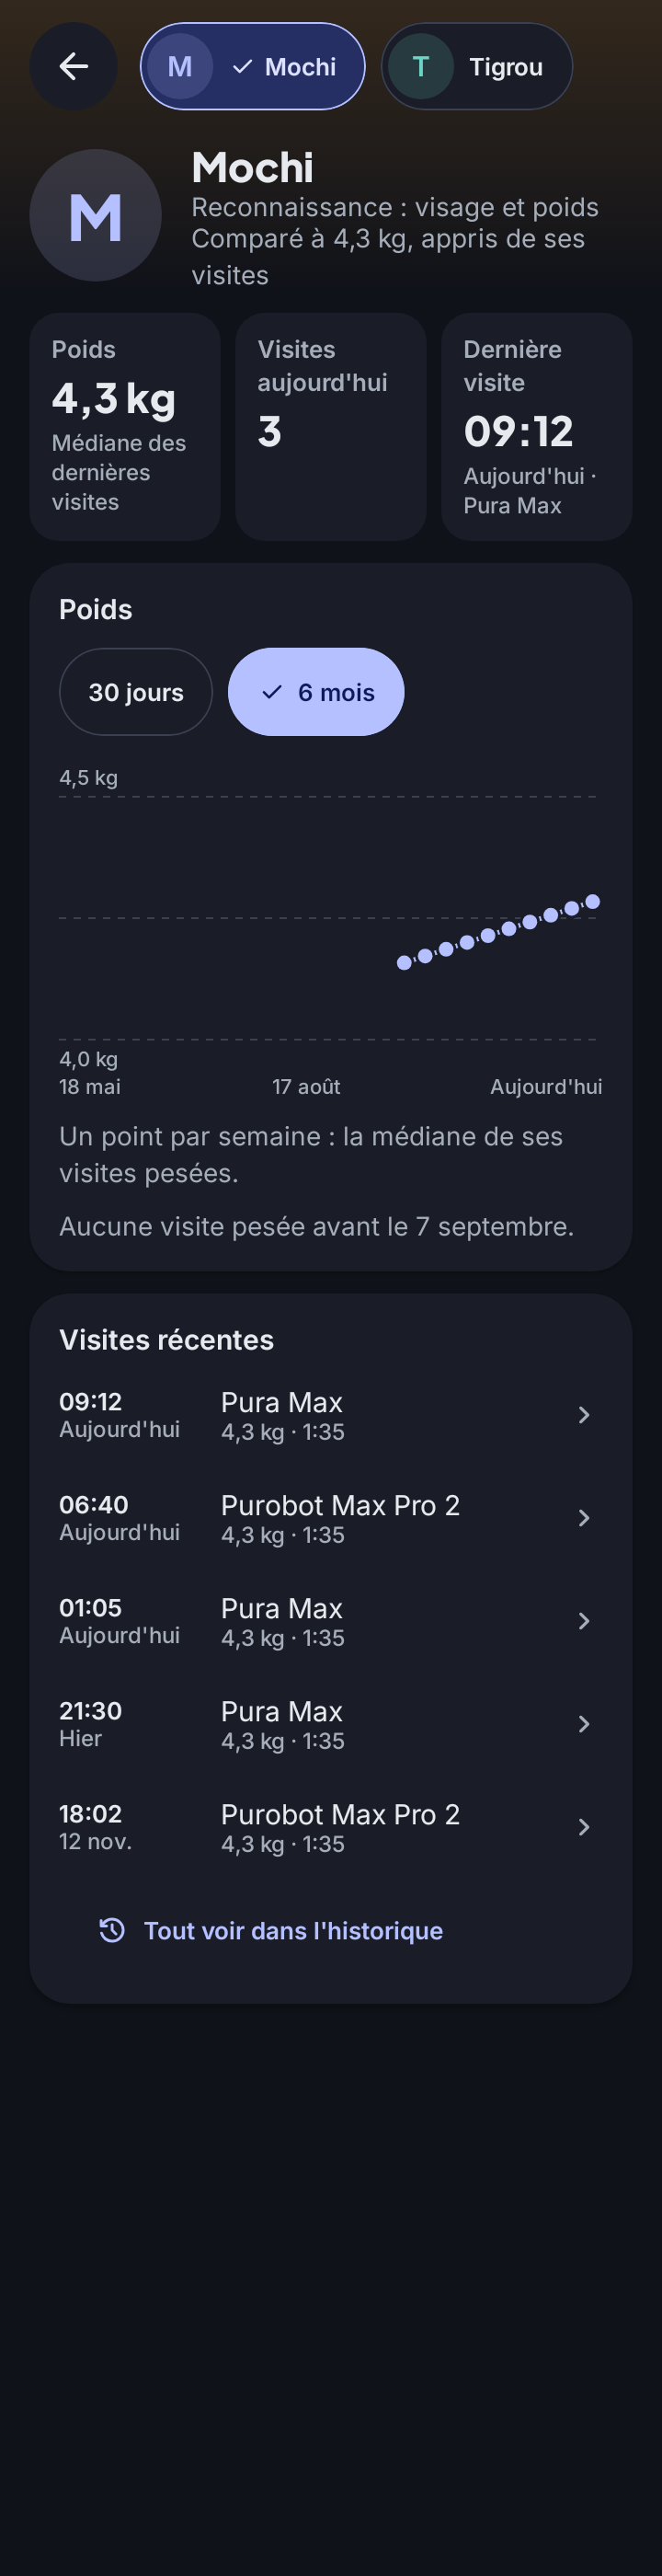 M
Mochi
T
Tigrou
M
Mochi
Reconnaissance : visage et poids
Comparé à 4,3 kg, appris de ses
visites
Poids
4,3 kg
Médiane des
dernières
visites
Visites
aujourd'hui
3
Dernière
visite
09:12
Aujourd'hui ·
Pura Max
Poids
30 jours
6 mois
4,5 kg
4,0 kg
18 mai
17 août
Aujourd'hui
Un point par semaine : la médiane de ses
visites pesées.
Aucune visite pesée avant le 7 septembre.
Visites récentes
09:12
Aujourd'hui
Pura Max
4,3 kg · 1:35
06:40
Aujourd'hui
Purobot Max Pro 2
4,3 kg · 1:35
01:05
Aujourd'hui
Pura Max
4,3 kg · 1:35
21:30
Hier
Pura Max
4,3 kg · 1:35
18:02
12 nov.
Purobot Max Pro 2
4,3 kg · 1:35
Tout voir dans l'historique